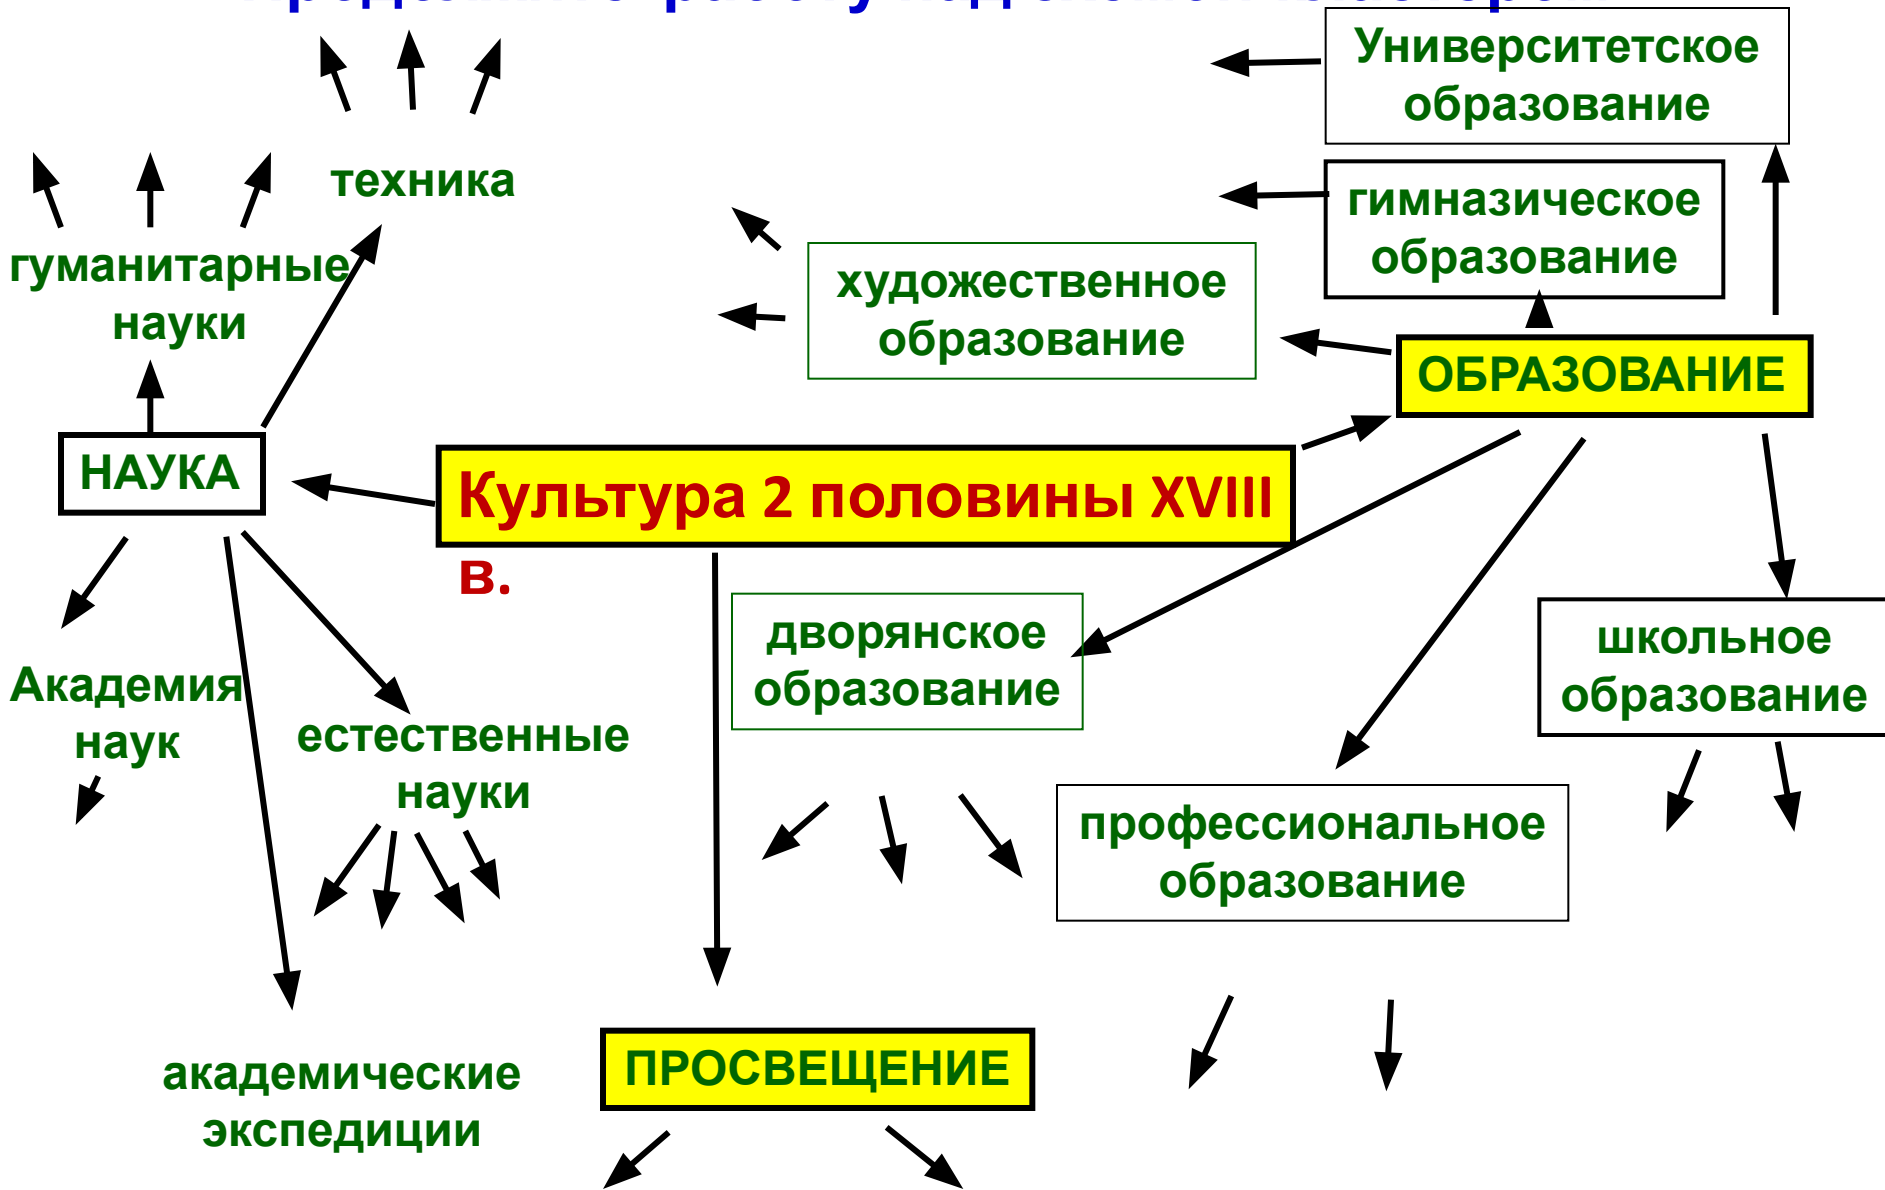 Университетское
образование
техника
гимназическое
образование
гуманитарные
науки
художественное
образование
ОБРАЗОВАНИЕ
НАУКА
Культура 2 половины XVIII
в.
дворянское
образование
школьное
образование
Академия
наук
естественные
науки
профессиональное
образование
ПРОСВЕЩЕНИЕ
академические
экспедиции